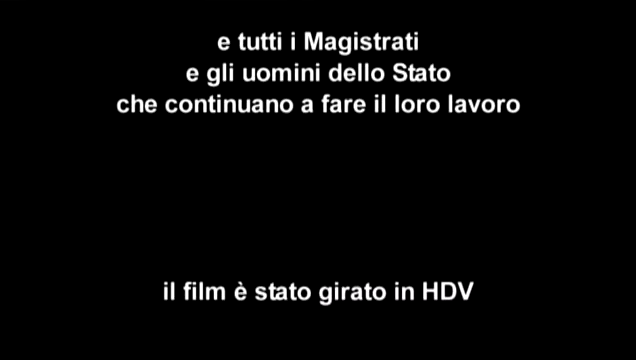 e tutti i Magistrati
e gli uomini dello Stato
che continuano a fare il loro lavoro
il film è stato girato in HDV